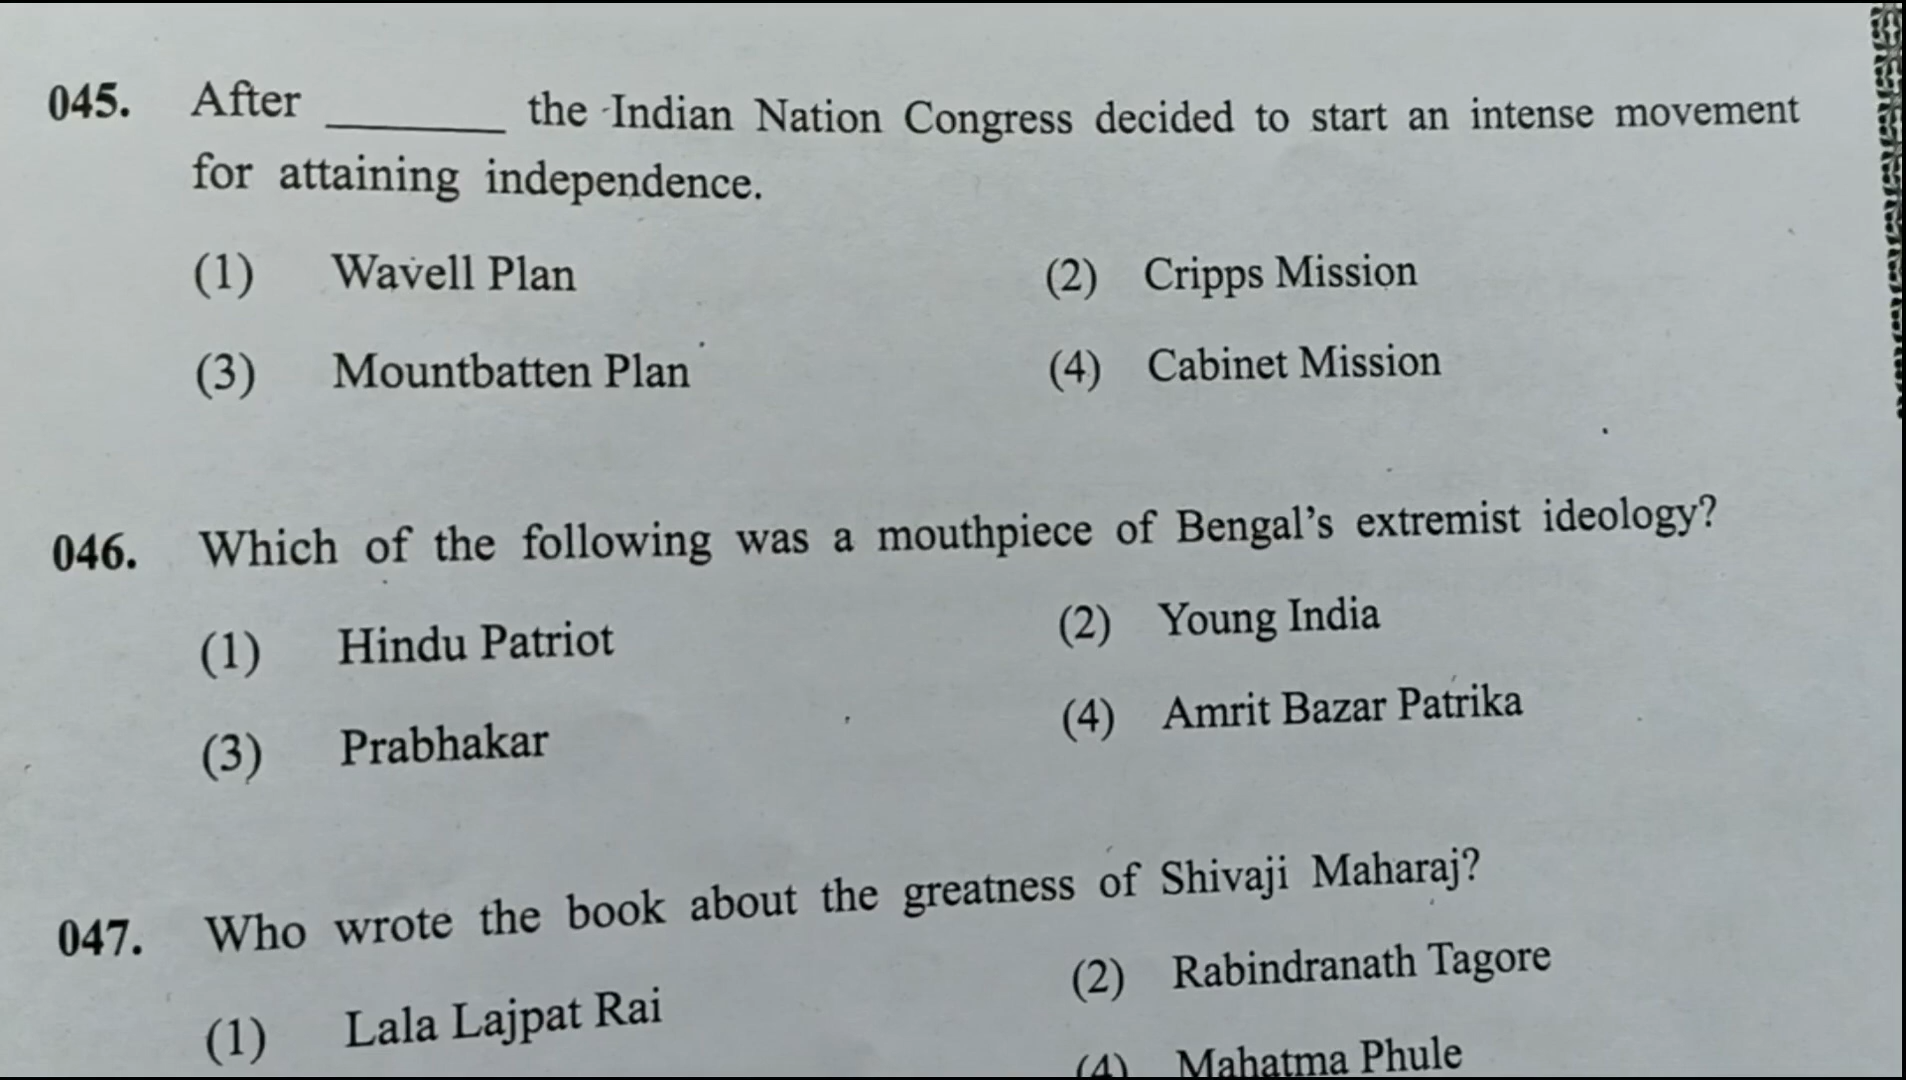 045. After ______ the Indian Nation Congress decided to start an intense movement
for attaining independence.
(1) Wavell Plan (2) Cripps Mission
(3) Mountbatten Plan (4) Cabinet Mission
046. Which of the following was a mouthpiece of Bengal's extremist ideology?
(1) Hindu Patriot (2) Young India
(3) Prabhakar (4) Amrit Bazar Patrika
047. Who wrote the book about the greatness of Shivaji Maharaj?
(1) Lala Lajpat Rai (2) Rabindranath Tagore
(4) Mahatma Phule